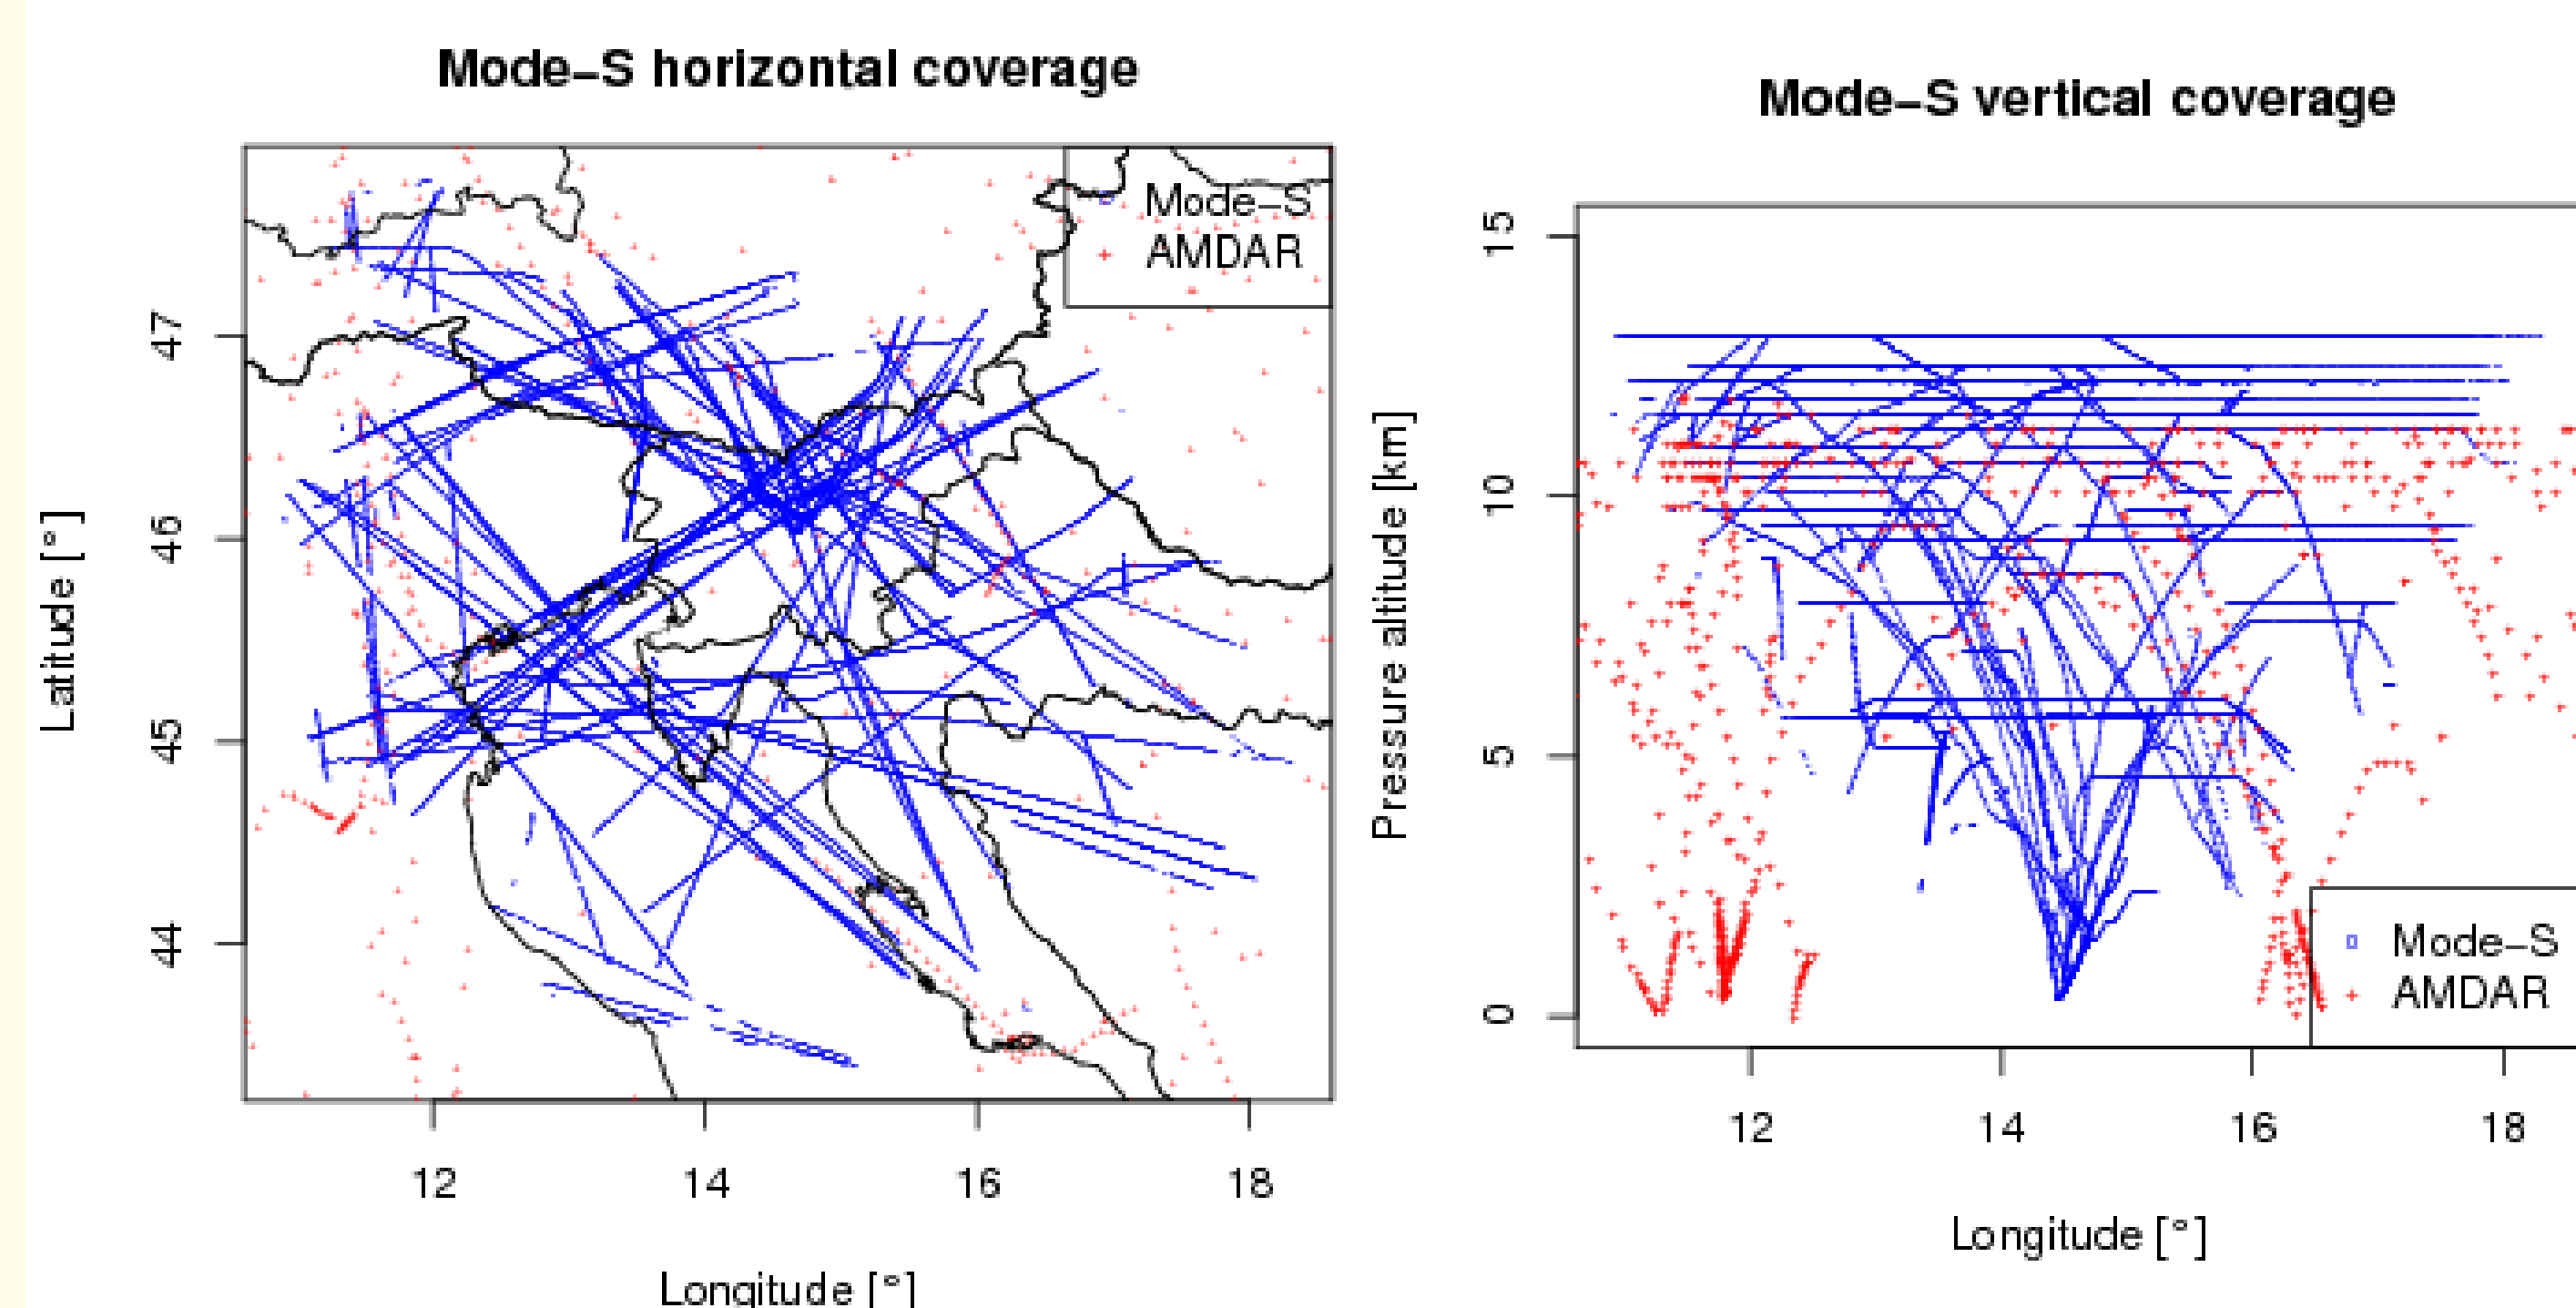 Mode-S horizontal coverage
Mode-S
AMDAR
Latitude [°]
47
46
45
44
12 14 16 18
Longitude [°]
Mode-S vertical coverage
Pressure altitude [km]
15
10
5
0
Mode-S
AMDAR
12 14 16 18
Longitude [°]